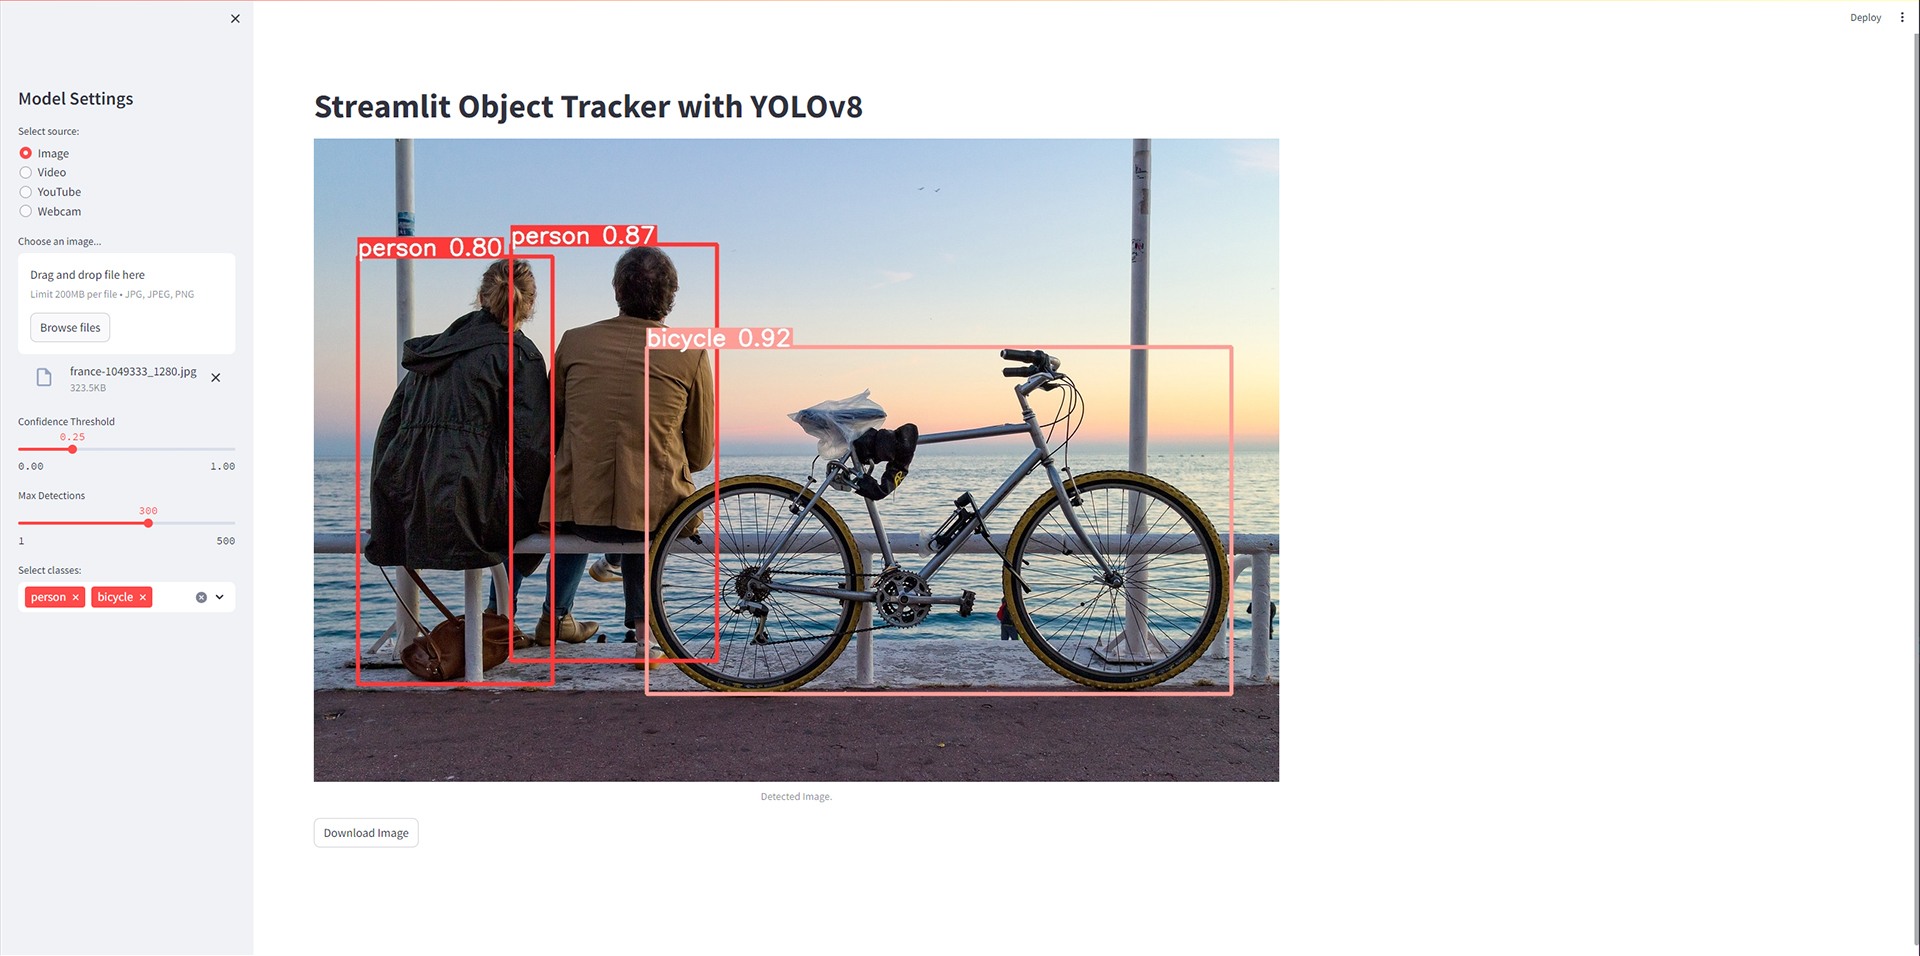 Deploy
Model Settings
Select source:
Image
Video
YouTube
Webcam
Choose an image...
Drag and drop file here
Limit 200MB per file • JPG, JPEG, PNG
Browse files
france-1049333_1280.jpg
323.5KB
Confidence Threshold
0.25
0.00 1.00
Max Detections
300
1 500
Select classes:
person bicycle
Streamlit Object Tracker with YOLOv8
person 0.80
person 0.87
bicycle 0.92
Detected Image.
Download Image